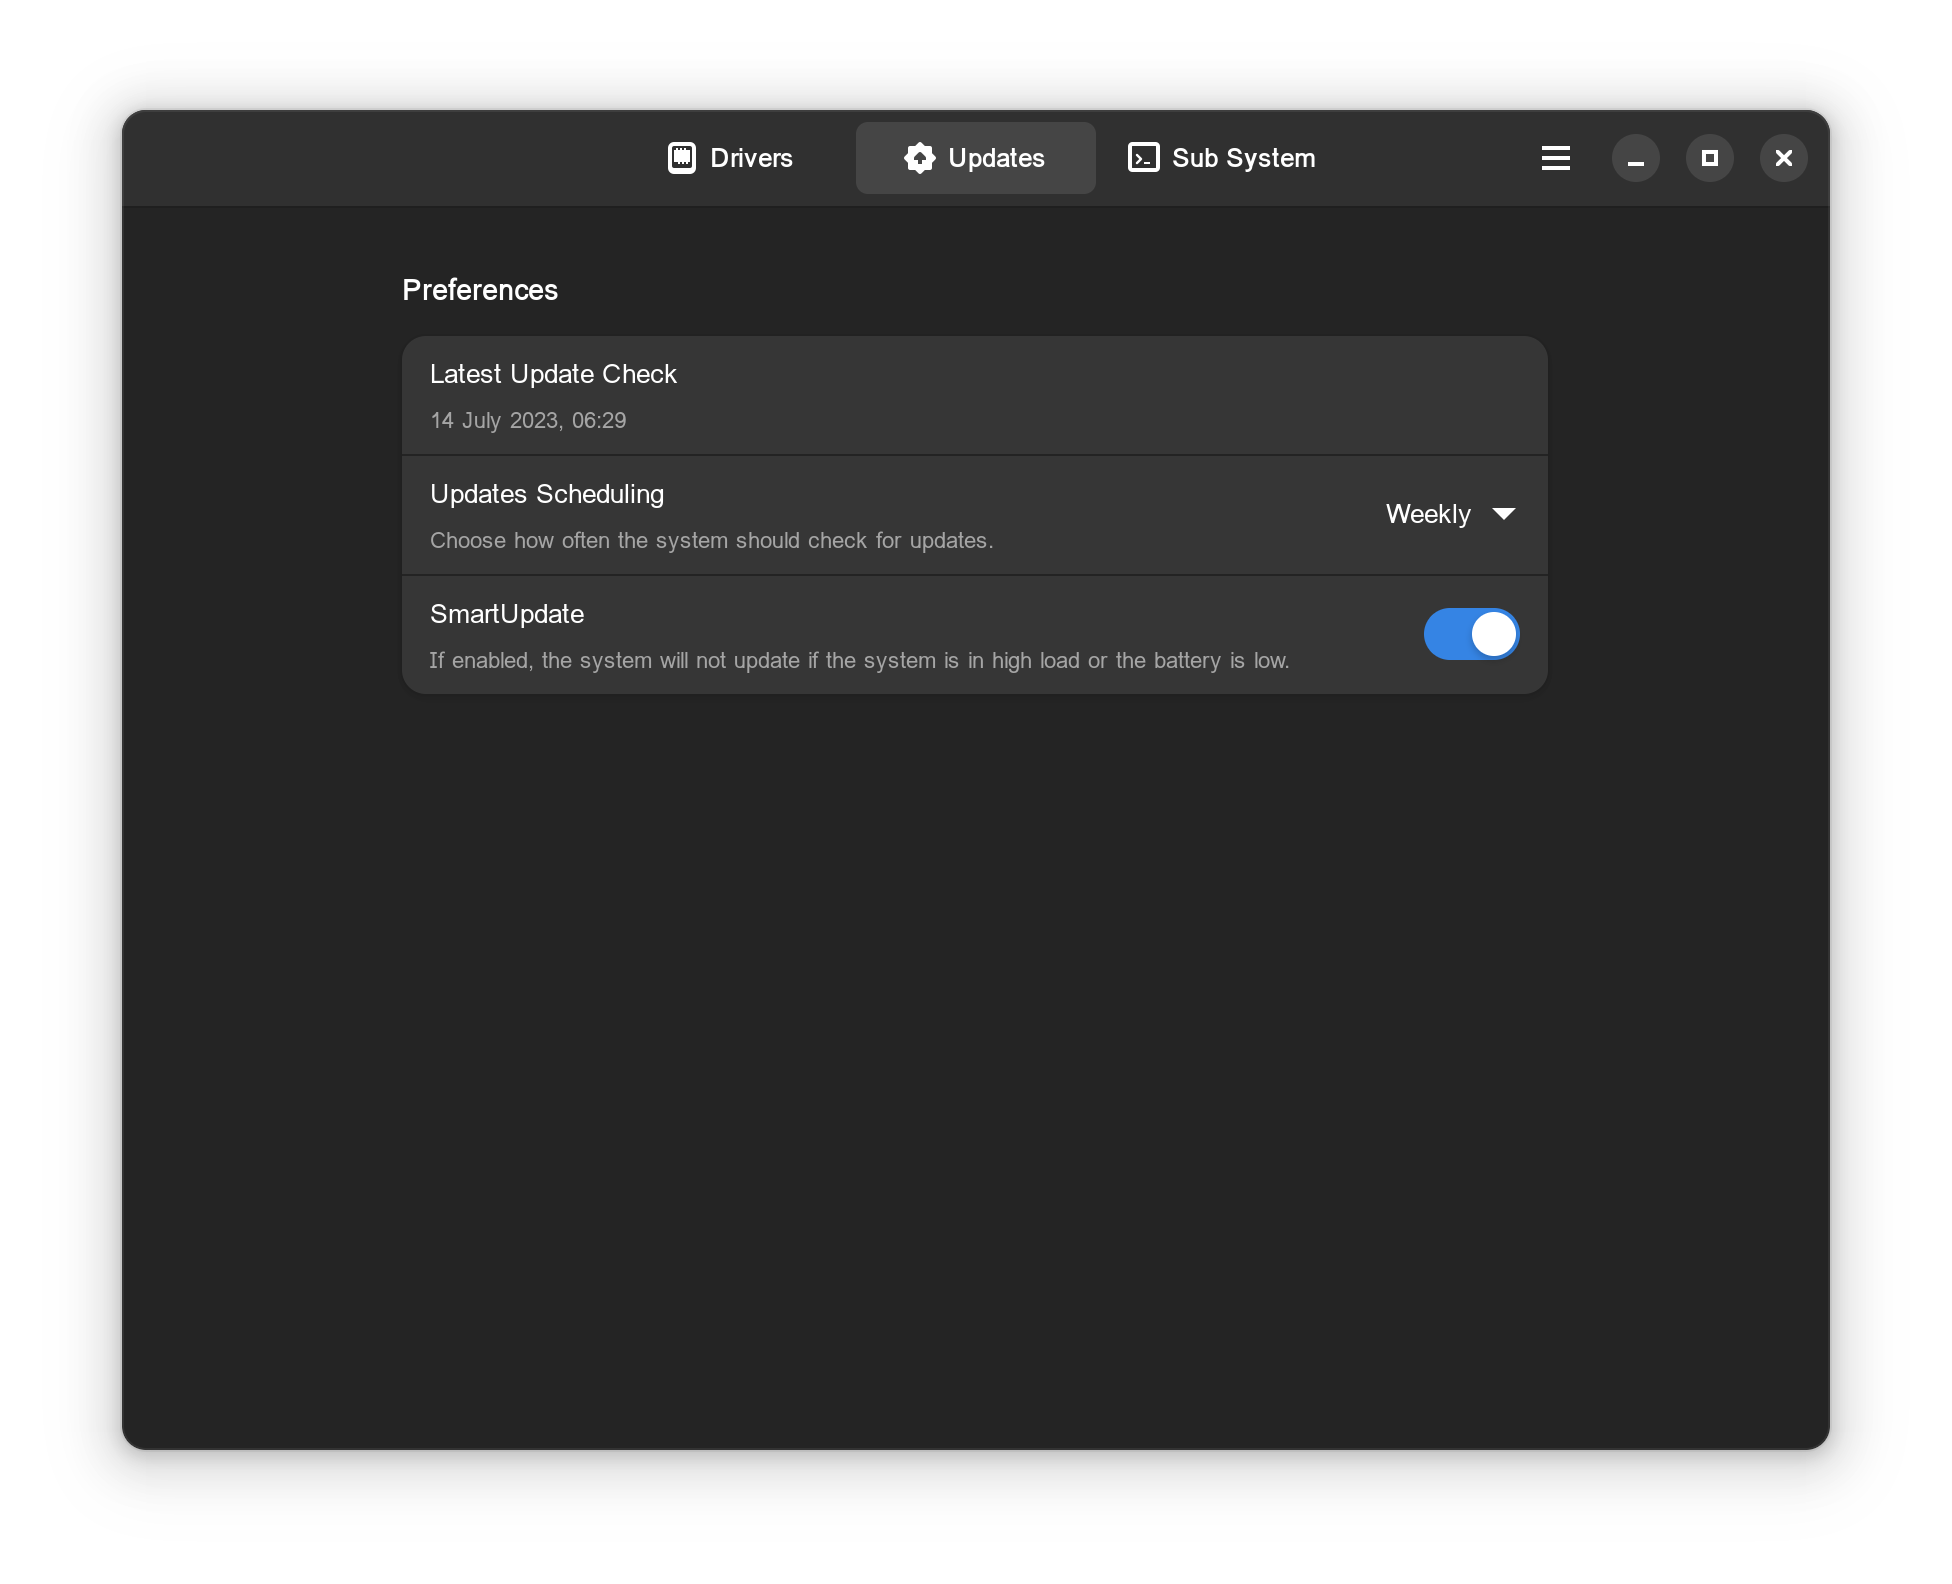 Drivers
Updates
Sub System
Preferences
Latest Update Check
14 July 2023, 06:29
Updates Scheduling
Choose how often the system should check for updates.
Weekly
SmartUpdate
If enabled, the system will not update if the system is in high load or the battery is low.